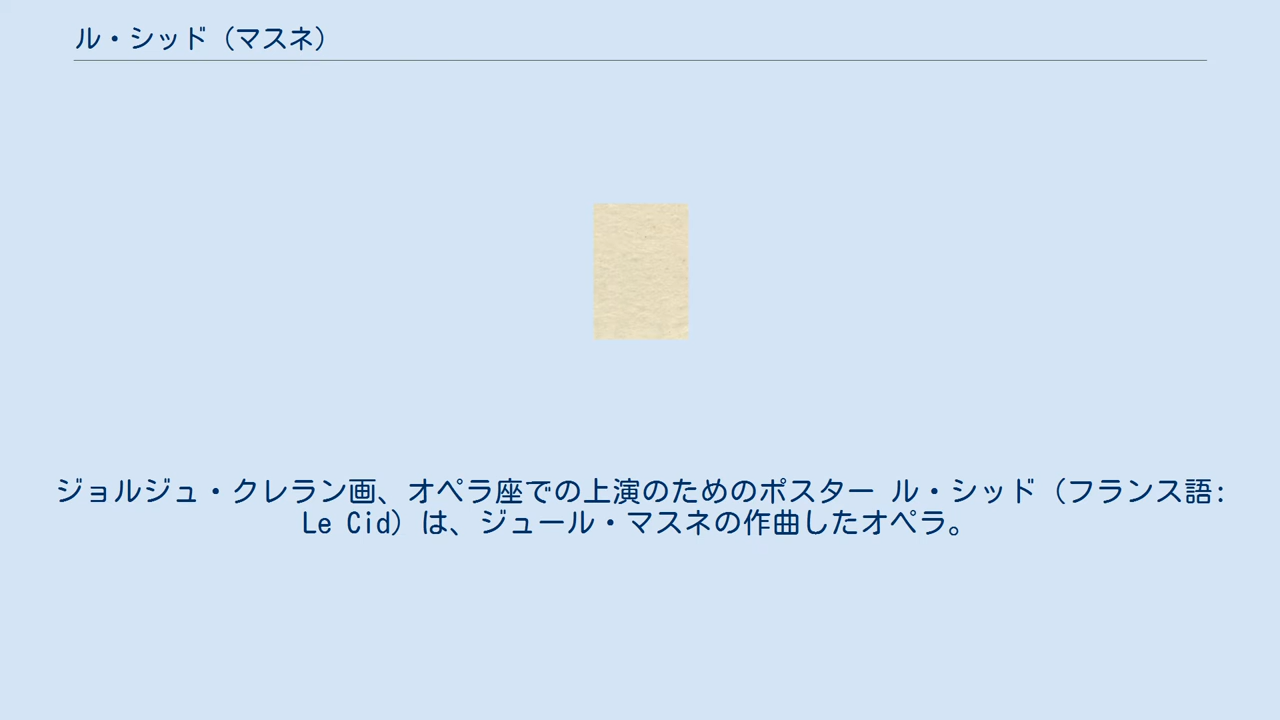 ル・シッド（マスネ）
ジョルジュ・クレラン画、オペラ座での上演のためのポスター ル・シッド（フランス語:
Le Cid）は、ジュール・マスネの作曲したオペラ。